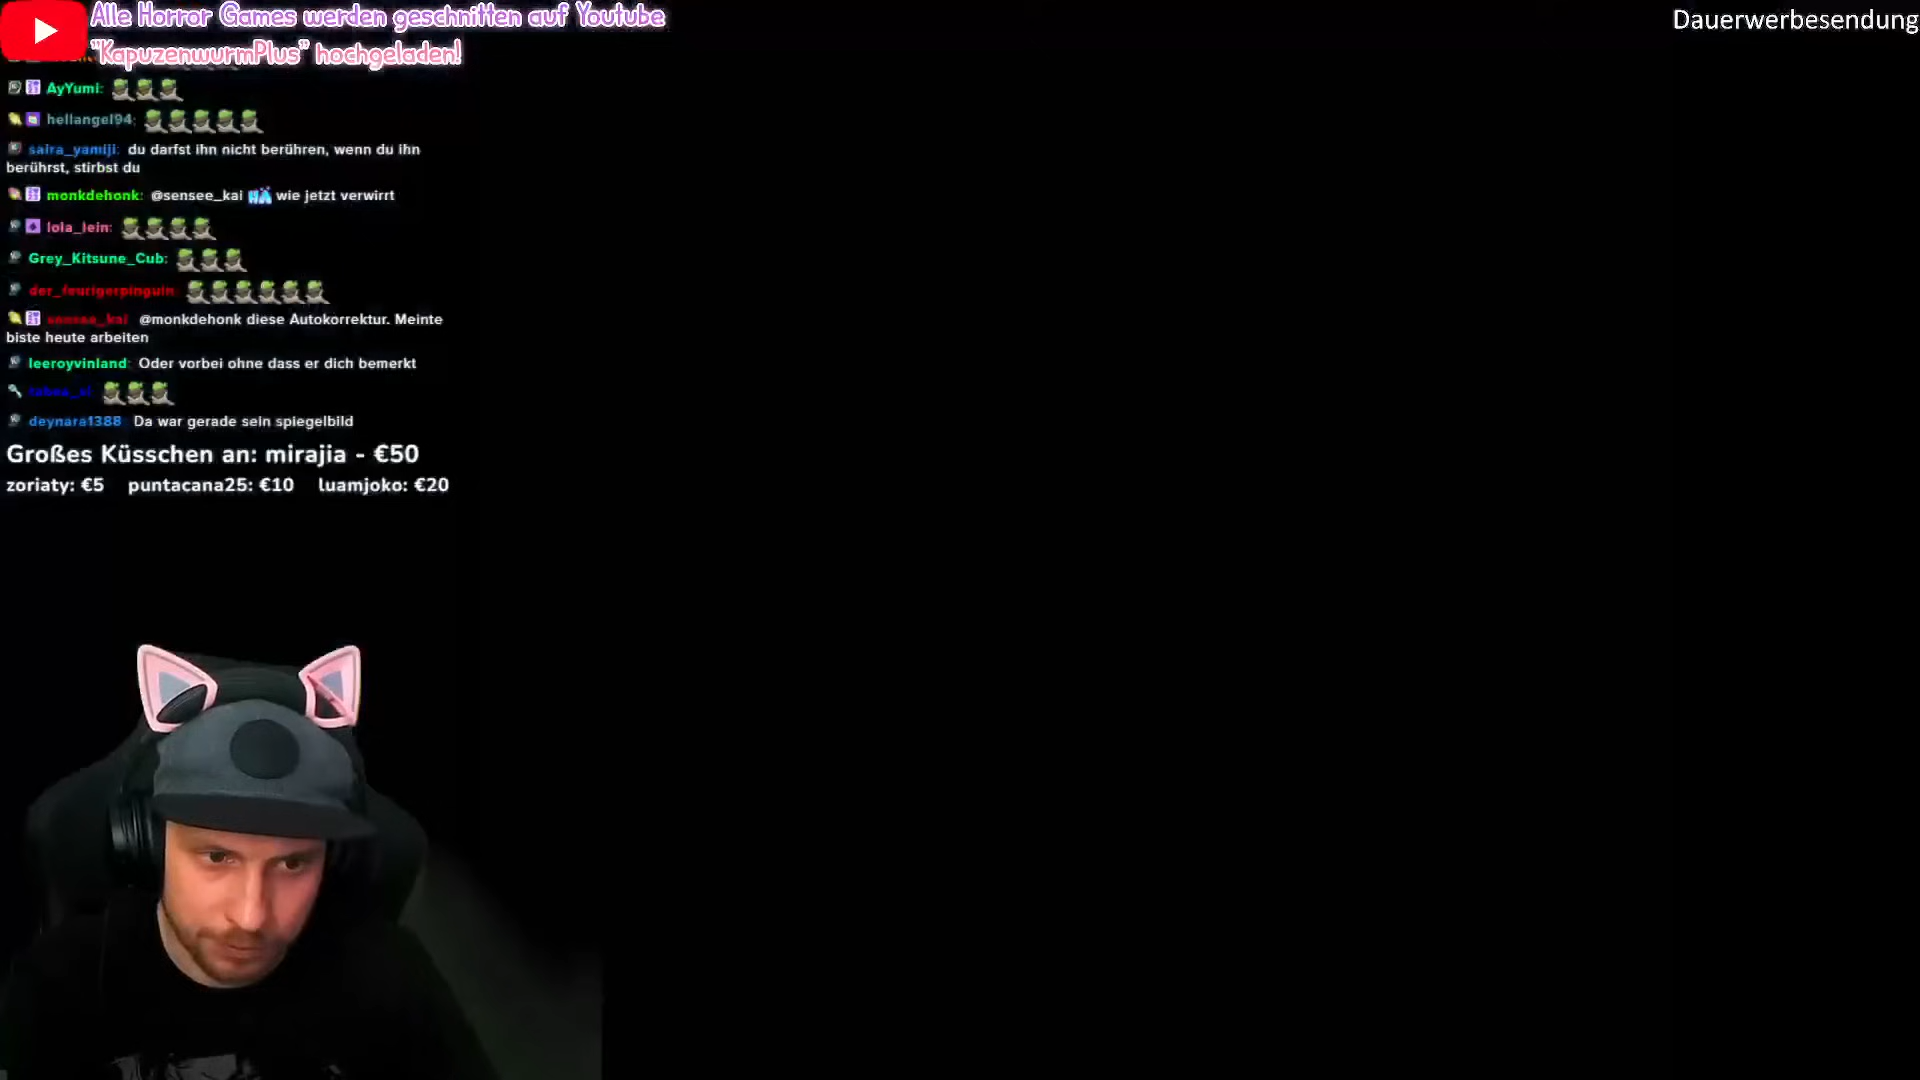 Alle Horror Games werden geschnitten auf Youtube
"KapuzenwurmPlus" hochgeladen!
Dauerwerbesendung
AyYumi:
hellangel94:
saira_yamiji: du darfst ihn nicht berühren, wenn du ihn
berührst, stirbst du
monkdehonk: @sensee_kai HA wie jetzt verwirrt
lola_lein:
Grey_Kitsune_Cub:
der_feurigerpinguin:
sensee_kai: @monkdehonk diese Autokorrektur. Meinte
biste heute arbeiten
leeroyvinland: Oder vorbei ohne dass er dich bemerkt
deynara1388: Da war gerade sein spiegelbild
Großes Küsschen an: mirajia - €50
zoriaty: €5 puntacana25: €10 luamjoko: €20